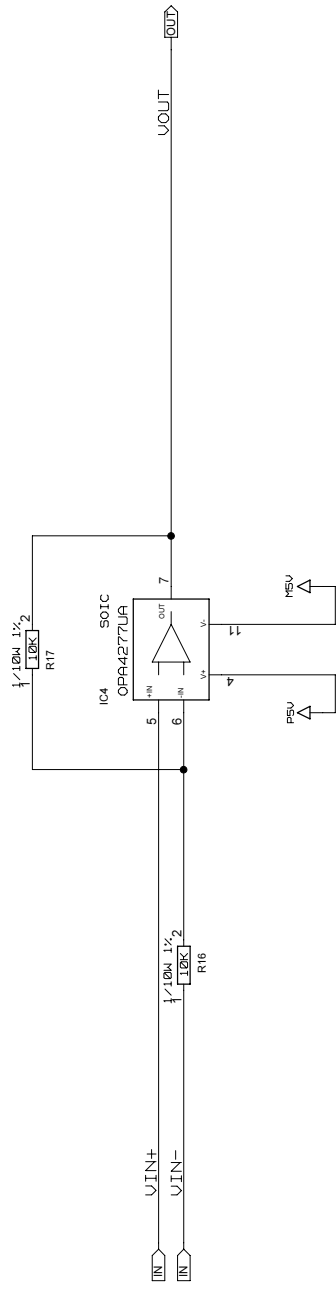 OUT
VOUT
1/10W 1%
1
10K
2
R17
IC4
SOIC
OPA4277UA
5
+IN
6
-IN
OUT
7
V+
V-
4
11
P5V
M5V
1/10W 1%
1
10K
2
R16
VIN+
VIN-
IN
IN